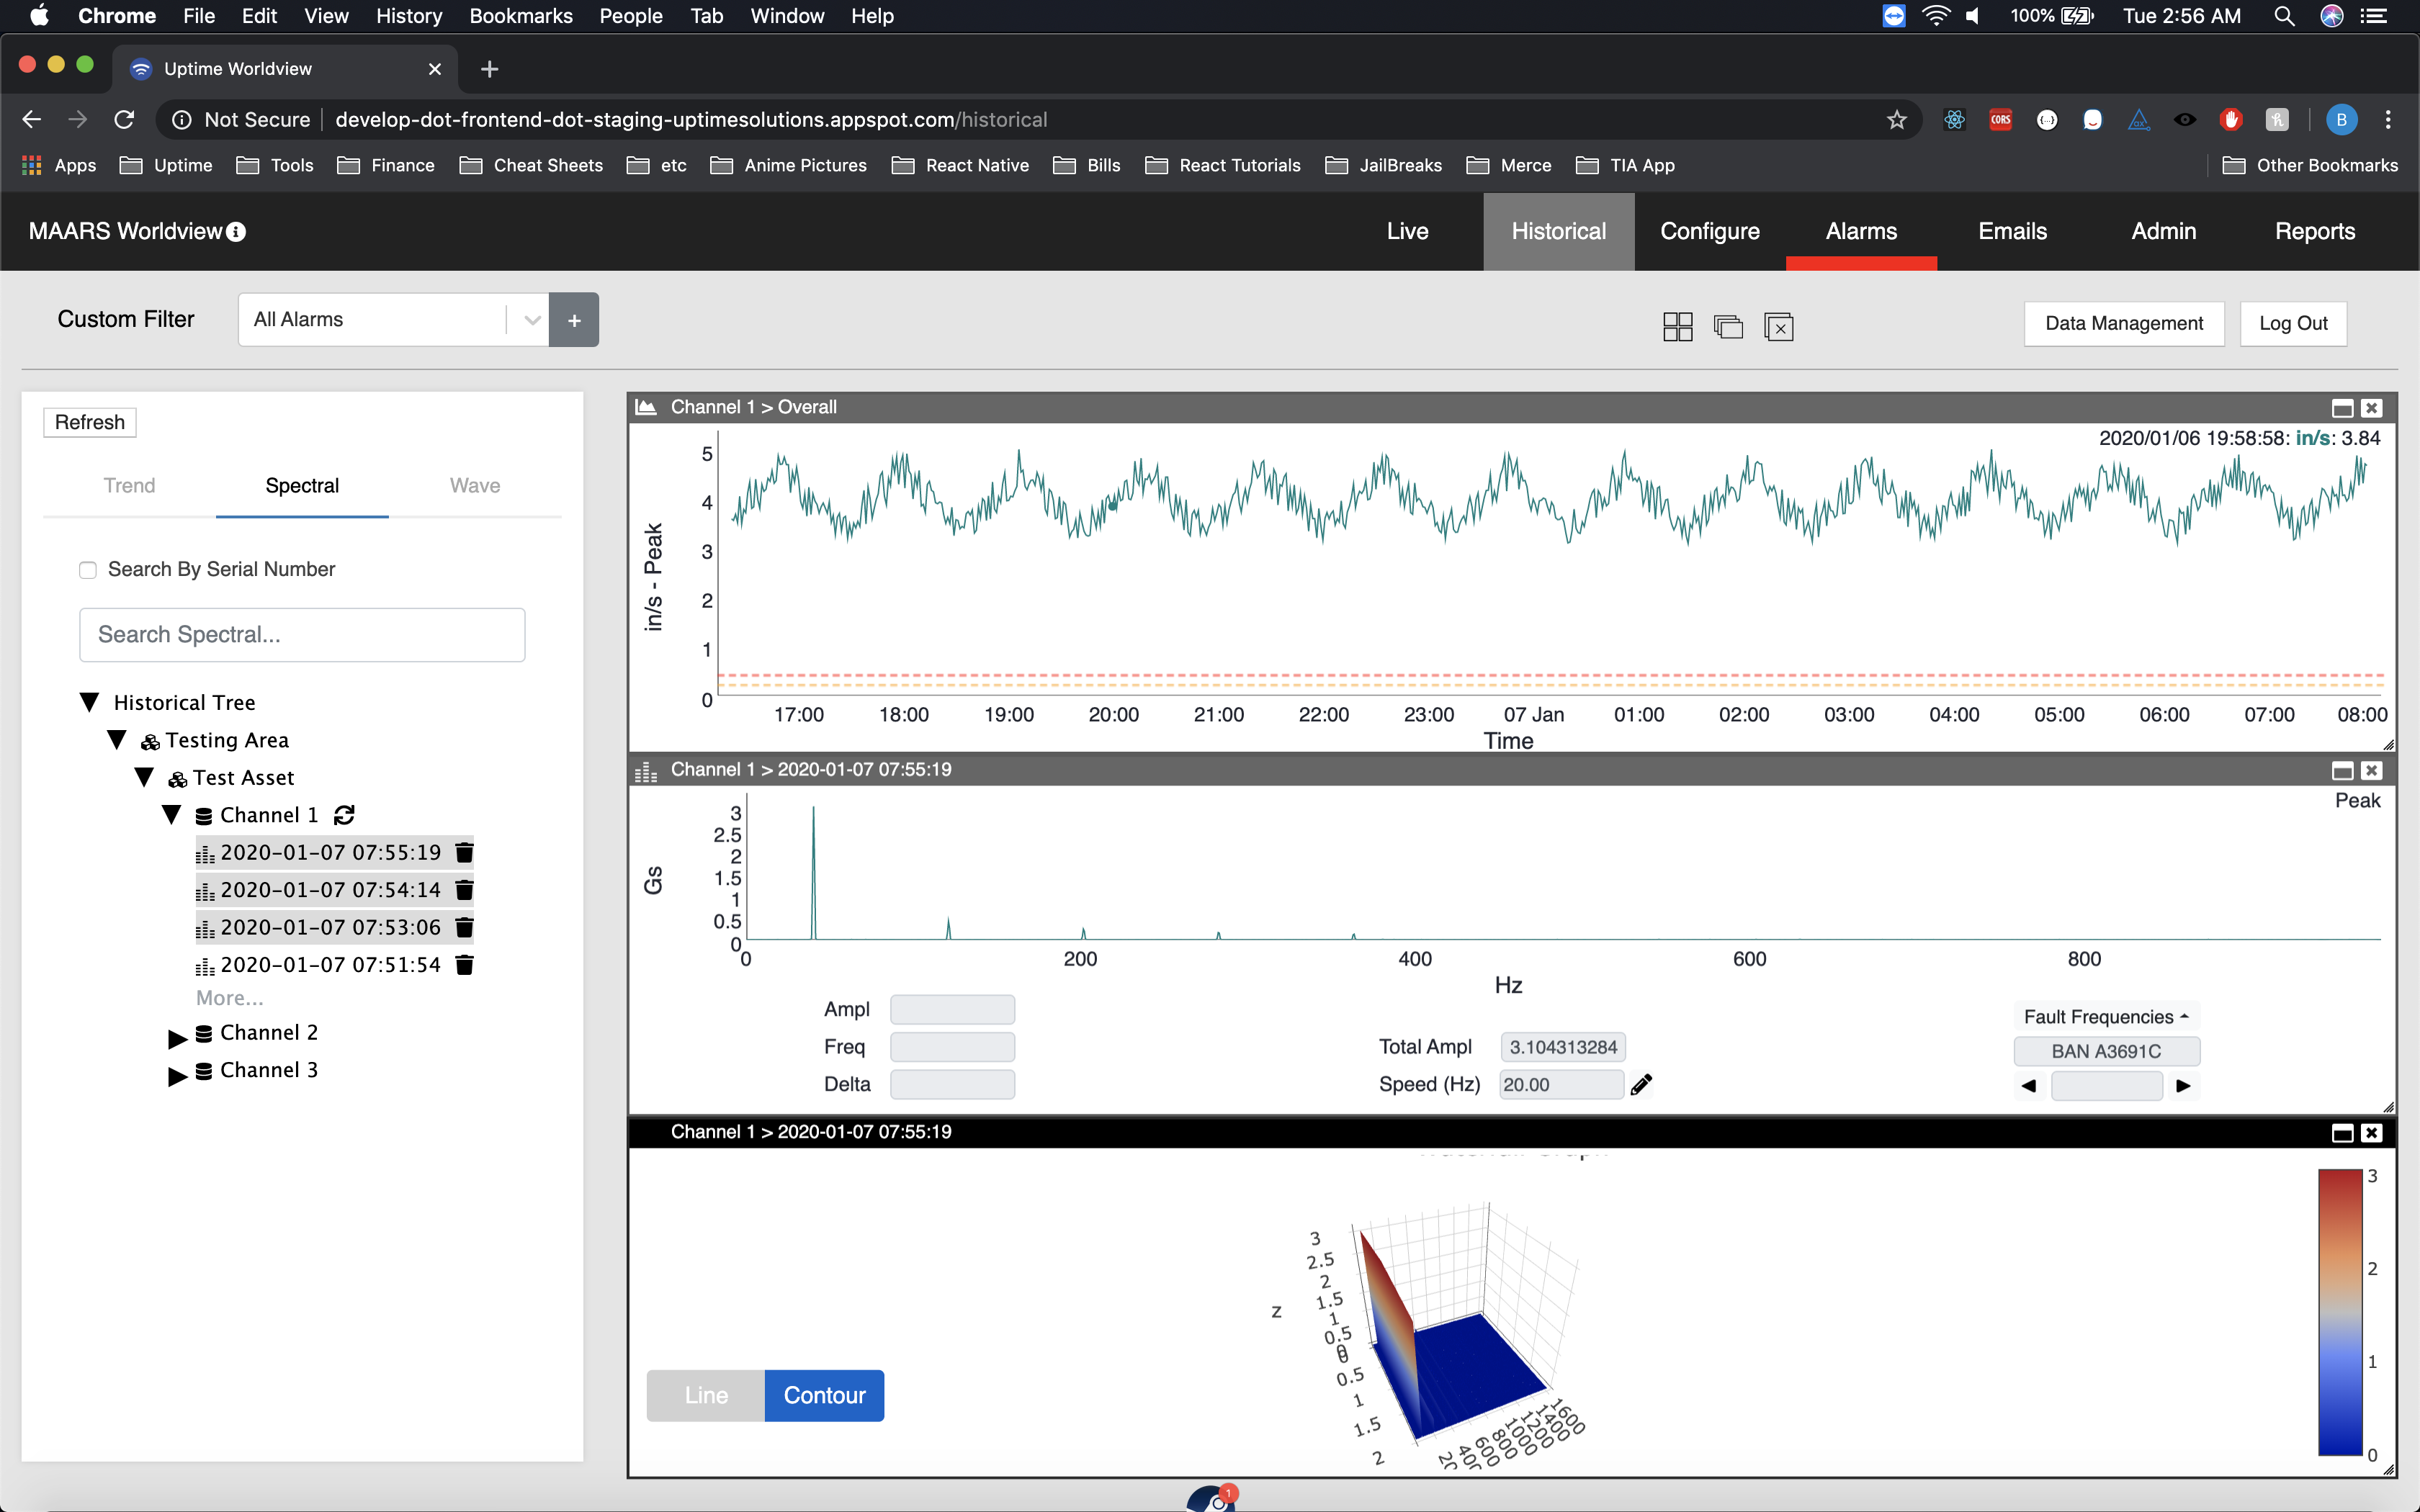 Chrome File Edit View History Bookmarks People Tab Window Help 100% Tue 2:56 AM
Uptime Worldview
Not Secure develop-dot-frontend-dot-staging-uptimesolutions.appspot.com/historical CORS B
Apps Uptime Tools Finance Cheat Sheets etc Anime Pictures React Native Bills React Tutorials JailBreaks Merce TIA App Other Bookmarks
MAARS Worldview Live Historical Configure Alarms Emails Admin Reports
Custom Filter All Alarms + Data Management Log Out
Refresh
Trend Spectral Wave
Search By Serial Number
Search Spectral...
Historical Tree
Testing Area
Test Asset
Channel 1
2020-01-07 07:55:19
2020-01-07 07:54:14
2020-01-07 07:53:06
2020-01-07 07:51:54
More...
Channel 2
Channel 3
Channel 1 > Overall
2020/01/06 19:58:58: in/s: 3.84
in/s - Peak
5
4
3
2
1
0
17:00 18:00 19:00 20:00 21:00 22:00 23:00 07 Jan 01:00 02:00 03:00 04:00 05:00 06:00 07:00 08:00
Time
Channel 1 > 2020-01-07 07:55:19
Peak
Gs
3
2.5
2
1.5
1
0.5
0
0 200 400 600 800
Hz
Ampl
Freq
Delta
Total Ampl 3.104313284
Speed (Hz) 20.00
Fault Frequencies
BAN A3691C
Channel 1 > 2020-01-07 07:55:19
z
3
2.5
2
1.5
1
0.5
0
0.5
1
1.5
2
400 600 800 1000 1200 1400 1600
3
2
1
0
Line Contour
1